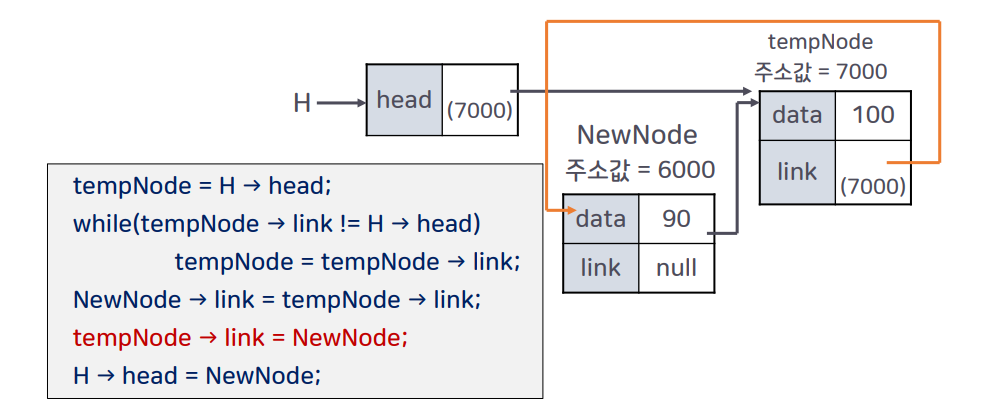 tempNode
주소값 = 7000
H
head
(7000)
data 100
link
(7000)
NewNode
주소값 = 6000
data 90
link null
tempNode = H → head;
while(tempNode → link != H → head)
tempNode = tempNode → link;
NewNode → link = tempNode → link;
tempNode → link = NewNode;
H → head = NewNode;